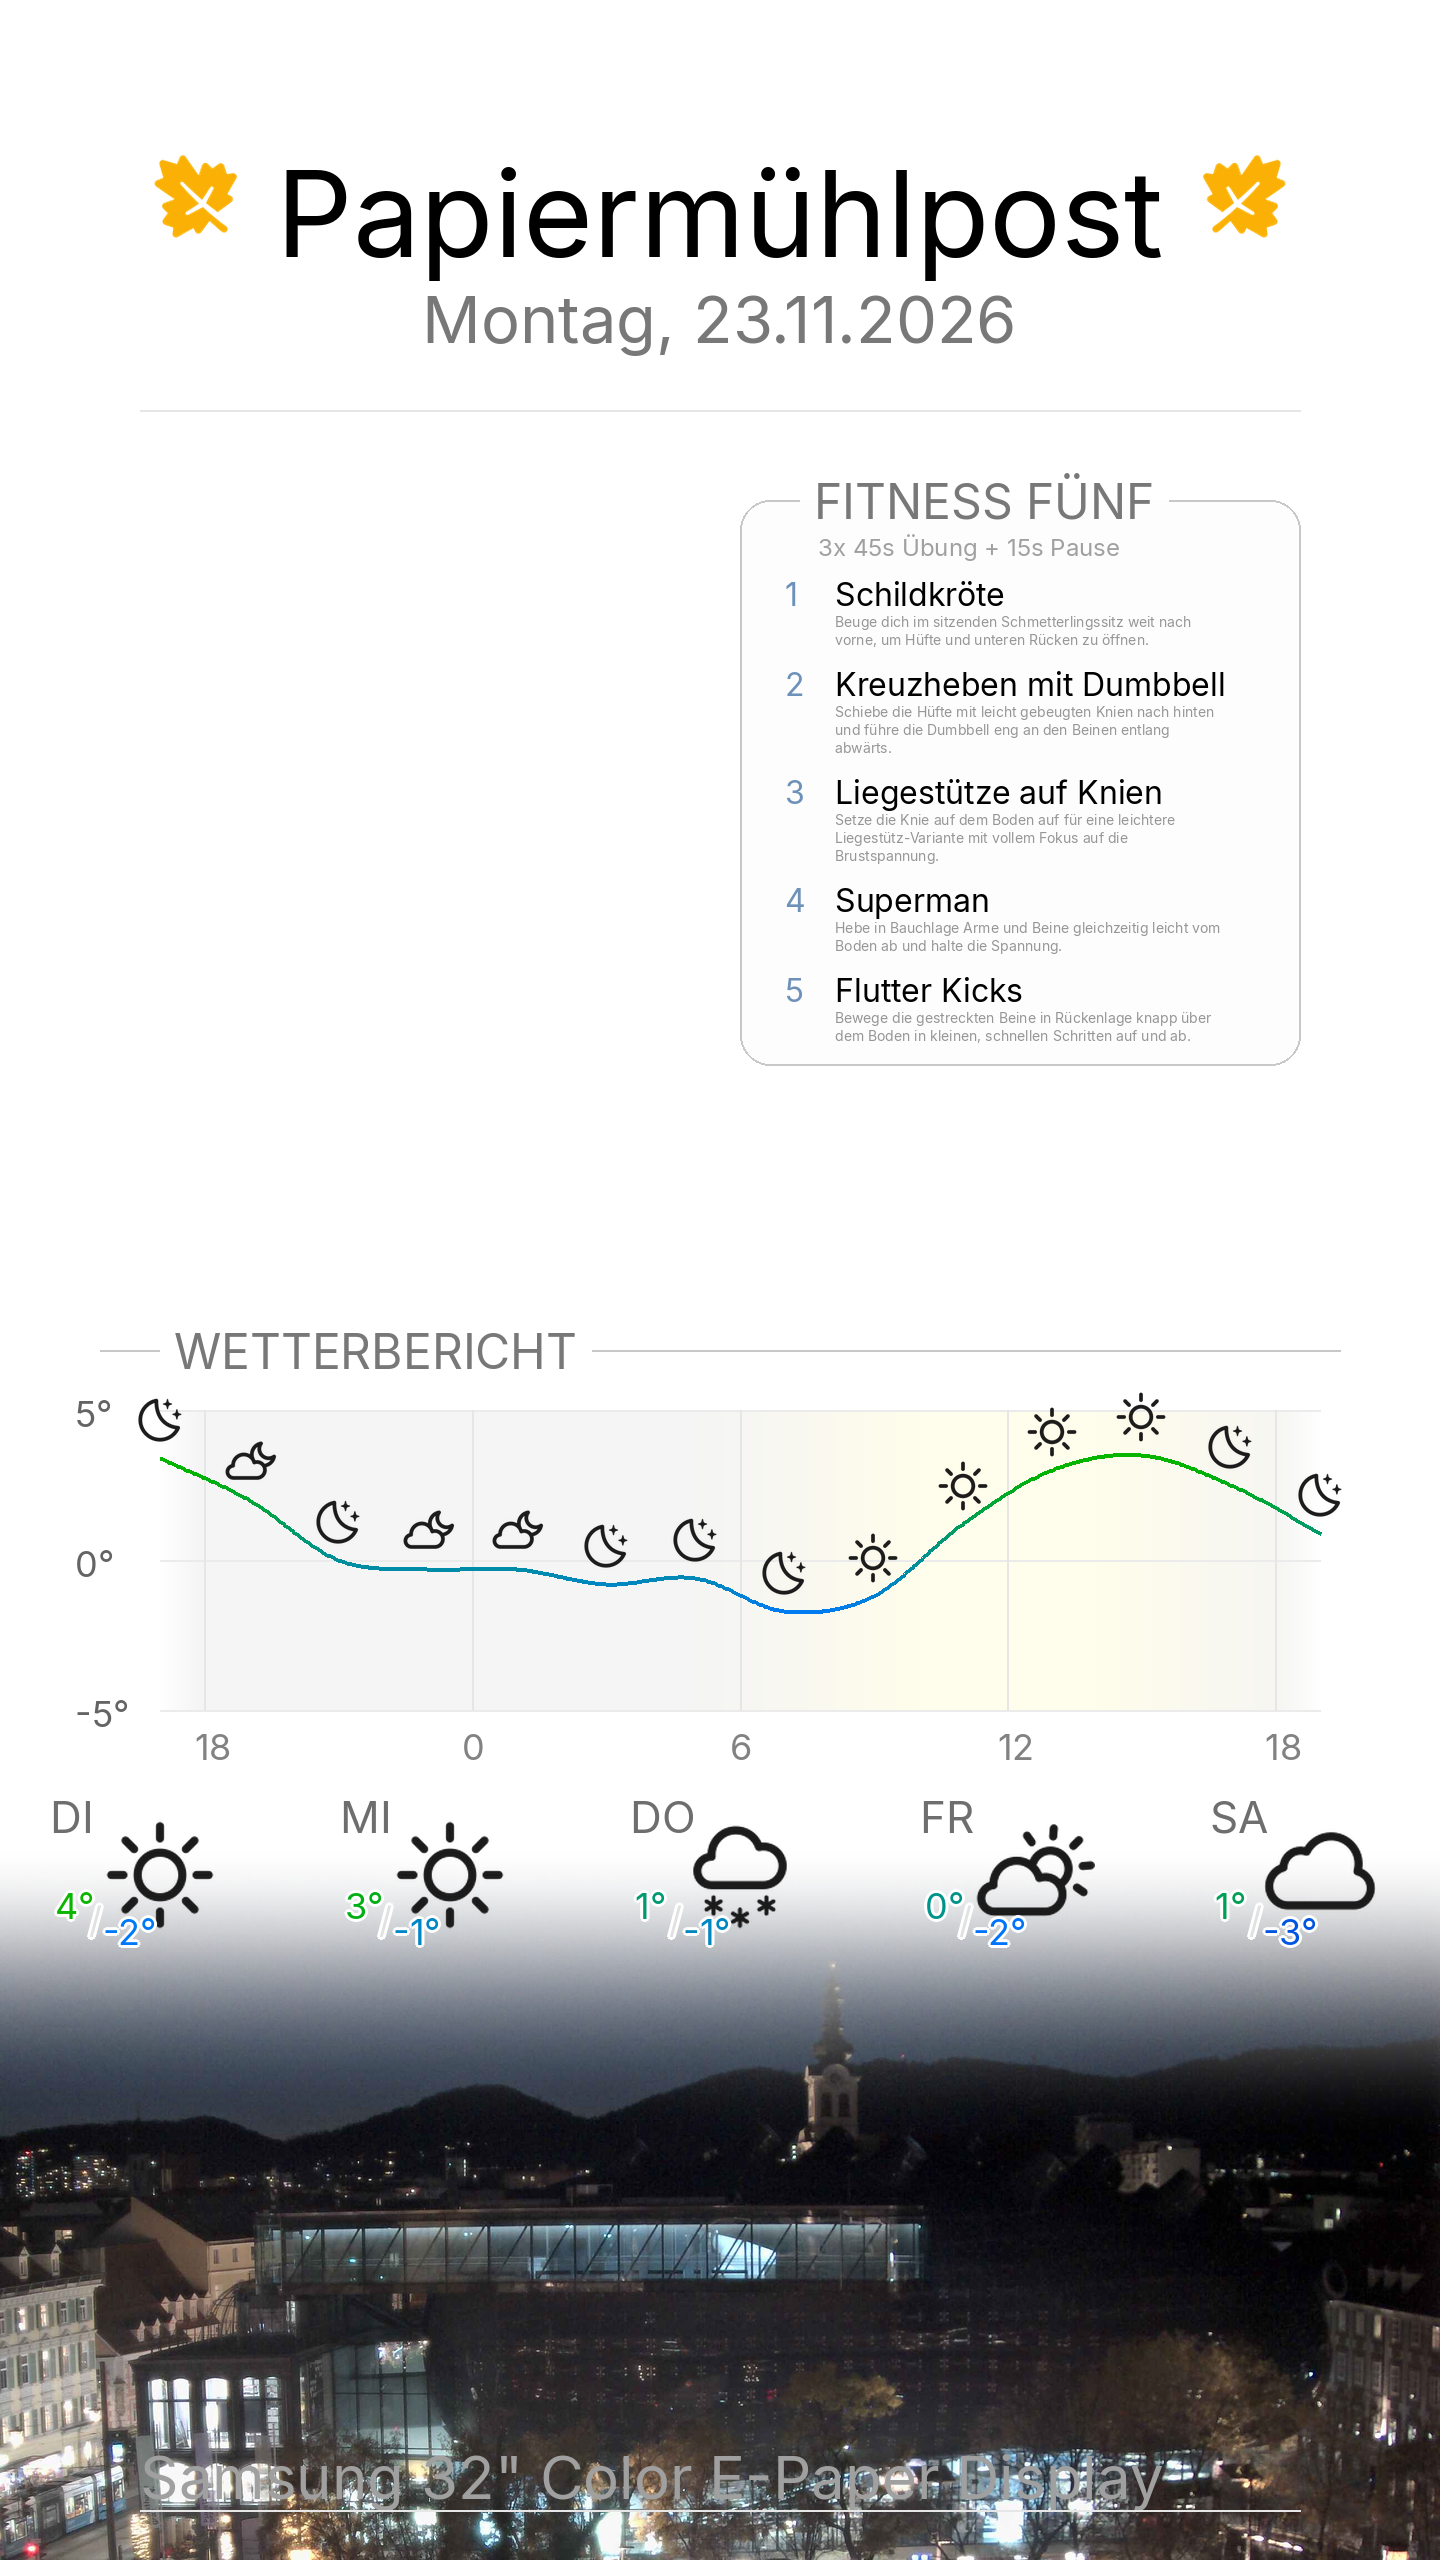 Papiermühlpost
Montag, 23.11.2026
FITNESS FÜNF
3x 45s Übung + 15s Pause
1 Schildkröte
Beuge dich im sitzenden Schmetterlingssitz weit nach
vorne, um Hüfte und unteren Rücken zu öffnen.
2 Kreuzheben mit Dumbbell
Schiebe die Hüfte mit leicht gebeugten Knien nach hinten
und führe die Dumbbell eng an den Beinen entlang
abwärts.
3 Liegestütze auf Knien
Setze die Knie auf dem Boden auf für eine leichtere
Liegestütz-Variante mit vollem Fokus auf die
Brustspannung.
4 Superman
Hebe in Bauchlage Arme und Beine gleichzeitig leicht vom
Boden ab und halte die Spannung.
5 Flutter Kicks
Bewege die gestreckten Beine in Rückenlage knapp über
dem Boden in kleinen, schnellen Schritten auf und ab.
WETTERBERICHT
5°
0°
-5°
18 0 6 12 18
DI MI DO FR SA
4°/-2° 3°/-1° 1°/-1° 0°/-2° 1°/-3°
Samsung 32" Color E-Paper Display